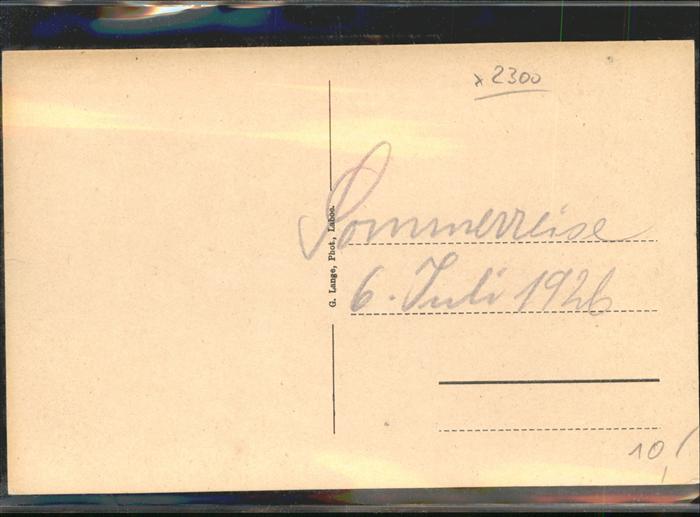 x 2300
G. Lange, Phot., Laboe.
Sommerreise
6. Juli 1926
10,